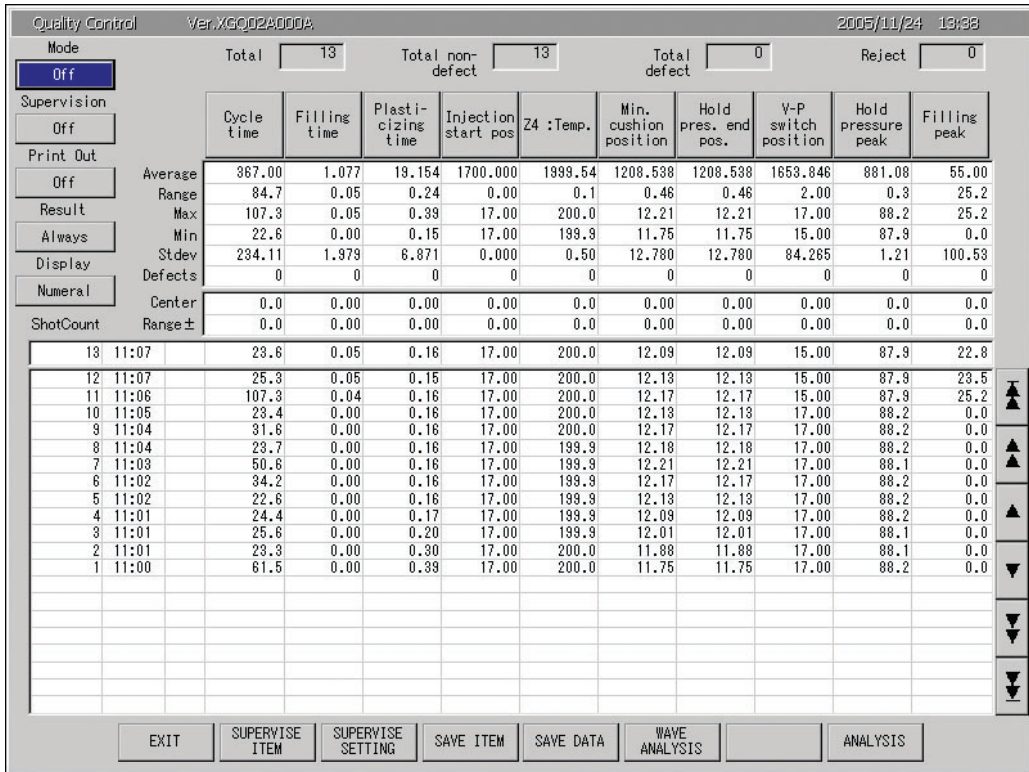 Quality Control Ver.XGQ02A000A 2005/11/24 13:38
Mode
Off
Supervision
Off
Print Out
Off
Result
Always
Display
Numeral
ShotCount
Total 13 Total non-defect 13 Total defect 0 Reject 0
Cycle time Filling time Plasti-cizing time Injection start pos Z4 :Temp. Min. cushion position Hold pres. end pos. V-P switch position Hold pressure peak Filling peak
Average 367.00 1.077 19.154 1700.000 1999.54 1208.538 1208.538 1653.846 881.08 55.00
Range 84.7 0.05 0.24 0.00 0.1 0.46 0.46 2.00 0.3 25.2
Max 107.3 0.05 0.39 17.00 200.0 12.21 12.21 17.00 88.2 25.2
Min 22.6 0.00 0.15 17.00 199.9 11.75 11.75 15.00 87.9 0.0
Stdev 234.11 1.979 6.871 0.000 0.50 12.780 12.780 84.265 1.21 100.53
Defects 0 0 0 0 0 0 0 0 0 0
Center 0.0 0.00 0.00 0.00 0.0 0.00 0.00 0.00 0.0 0.0
Range± 0.0 0.00 0.00 0.00 0.0 0.00 0.00 0.00 0.0 0.0
13 11:07 23.6 0.05 0.16 17.00 200.0 12.09 12.09 15.00 87.9 22.8
12 11:07 25.3 0.05 0.15 17.00 200.0 12.13 12.13 15.00 87.9 23.5
11 11:06 107.3 0.04 0.16 17.00 200.0 12.17 12.17 15.00 87.9 25.2
10 11:05 23.4 0.00 0.16 17.00 200.0 12.13 12.13 17.00 88.2 0.0
9 11:04 31.6 0.00 0.16 17.00 200.0 12.17 12.17 17.00 88.2 0.0
8 11:04 23.7 0.00 0.16 17.00 199.9 12.18 12.18 17.00 88.2 0.0
7 11:03 50.6 0.00 0.16 17.00 199.9 12.21 12.21 17.00 88.1 0.0
6 11:02 34.2 0.00 0.16 17.00 199.9 12.17 12.17 17.00 88.2 0.0
5 11:02 22.6 0.00 0.16 17.00 199.9 12.13 12.13 17.00 88.2 0.0
4 11:01 24.4 0.00 0.17 17.00 199.9 12.09 12.09 17.00 88.2 0.0
3 11:01 25.6 0.00 0.20 17.00 199.9 12.01 12.01 17.00 88.1 0.0
2 11:01 23.3 0.00 0.30 17.00 200.0 11.88 11.88 17.00 88.1 0.0
1 11:00 61.5 0.00 0.39 17.00 200.0 11.75 11.75 17.00 88.2 0.0
EXIT SUPERVISE ITEM SUPERVISE SETTING SAVE ITEM SAVE DATA WAVE ANALYSIS ANALYSIS